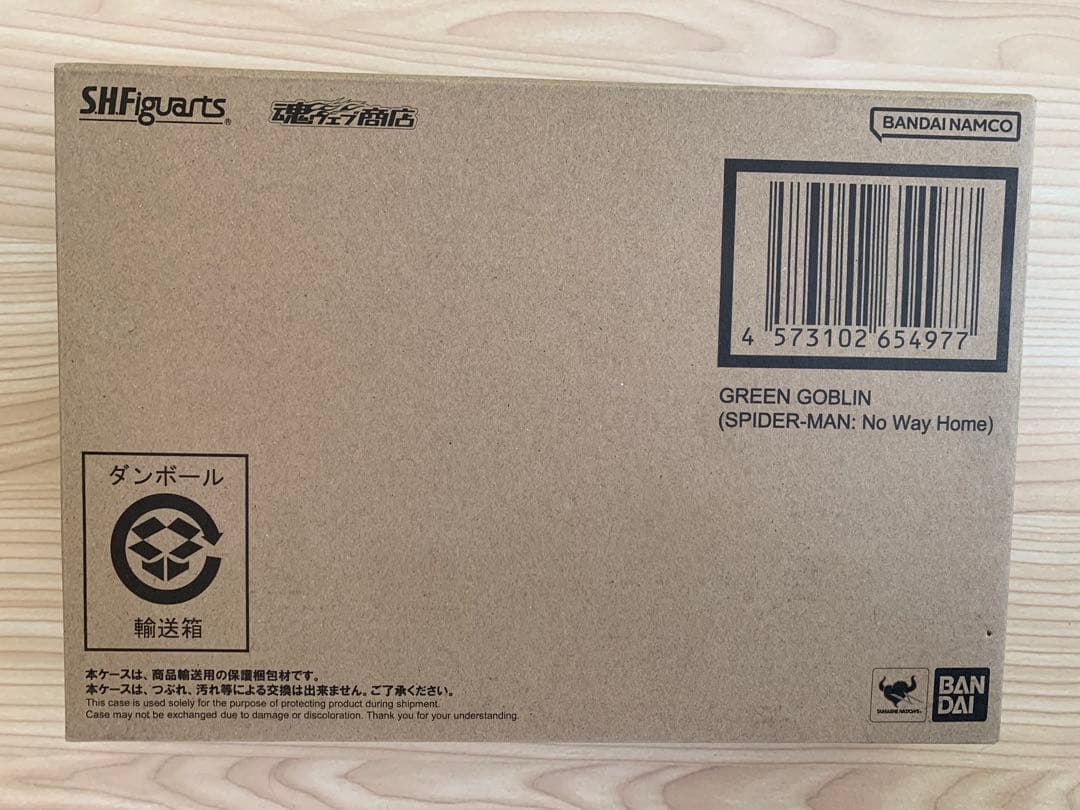 S.H.Figuarts®
魂ウェブ商店
BANDAI NAMCO
4 573102 654977
GREEN GOBLIN
(SPIDER-MAN: No Way Home)
ダンボール
輸送箱
本ケースは、商品輸送用の保護梱包材です。
本ケースは、つぶれ、汚れ等による交換は出来ません。ご了承ください。
This case is used solely for the purpose of protecting product during shipment.
Case may not be exchanged due to damage or discoloration. Thank you for your understanding.
TAMASHII NATIONS
BAN
DAI